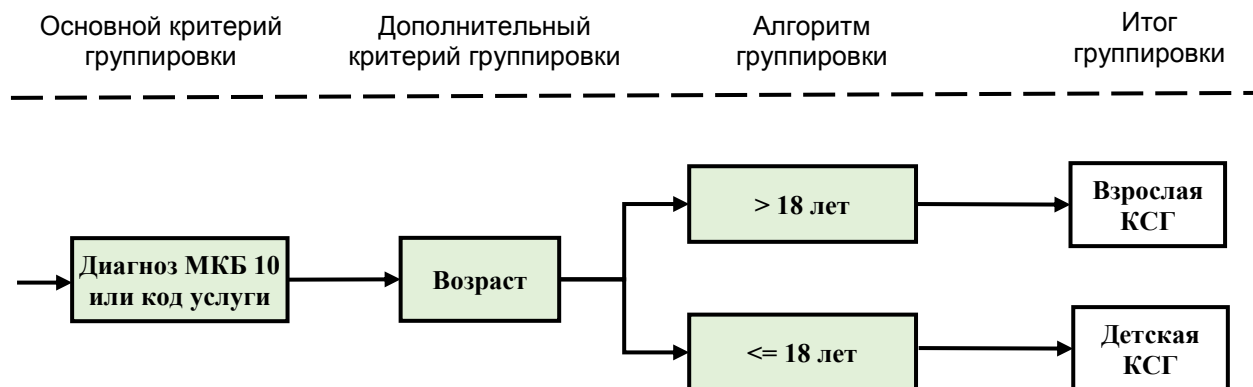 Основной критерий
группировки
Дополнительный
критерий группировки
Алгоритм
группировки
Итог
группировки
> 18 лет
Взрослая
КСГ
Диагноз МКБ 10
или код услуги
Возраст
<= 18 лет
Детская
КСГ